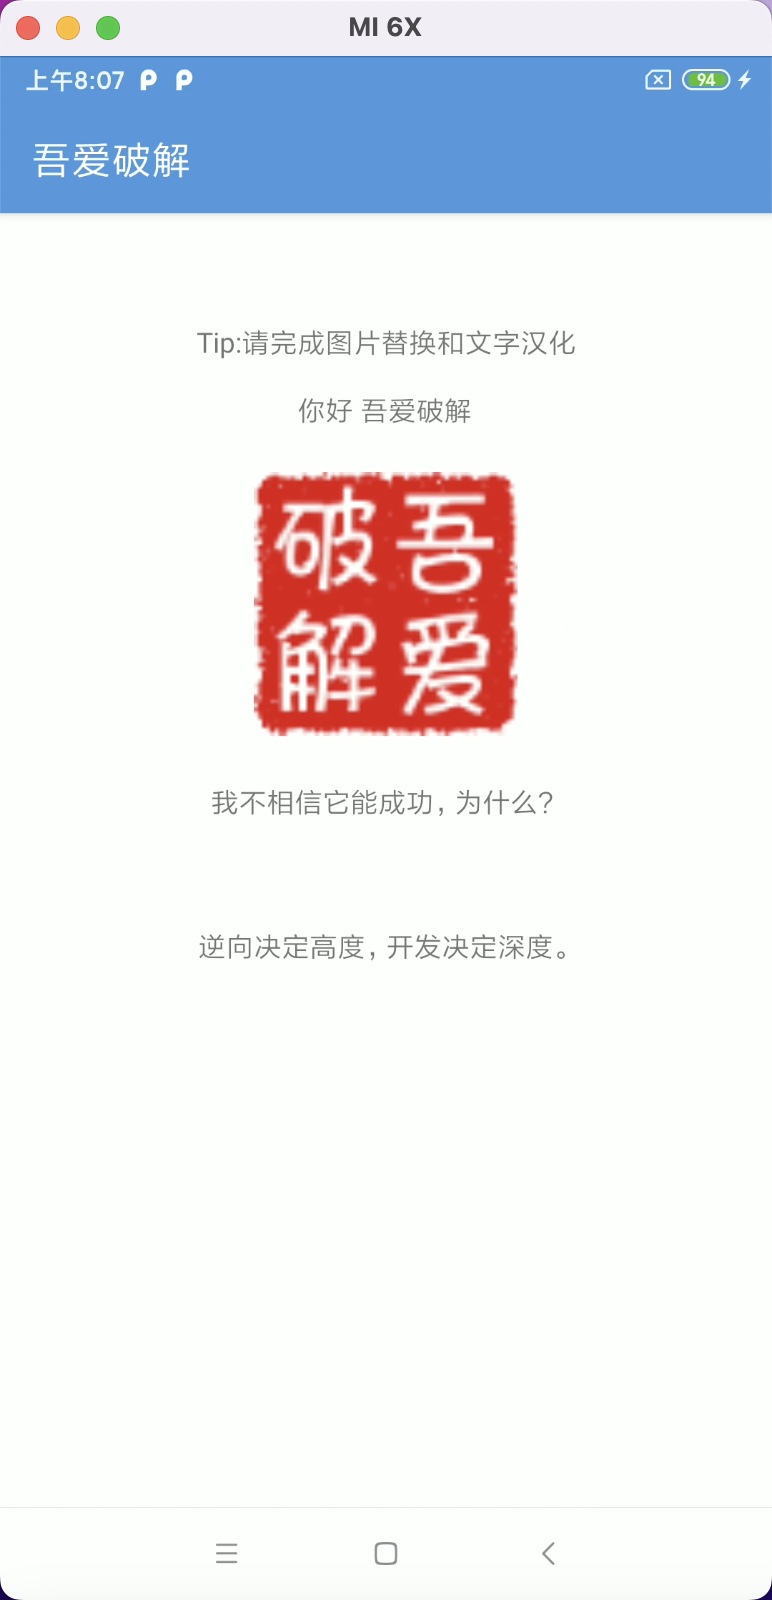 MI 6X
上午8:07
94
吾爱破解
Tip:请完成图片替换和文字汉化
你好 吾爱破解
吾爱
破解
我不相信它能成功，为什么？
逆向决定高度，开发决定深度。